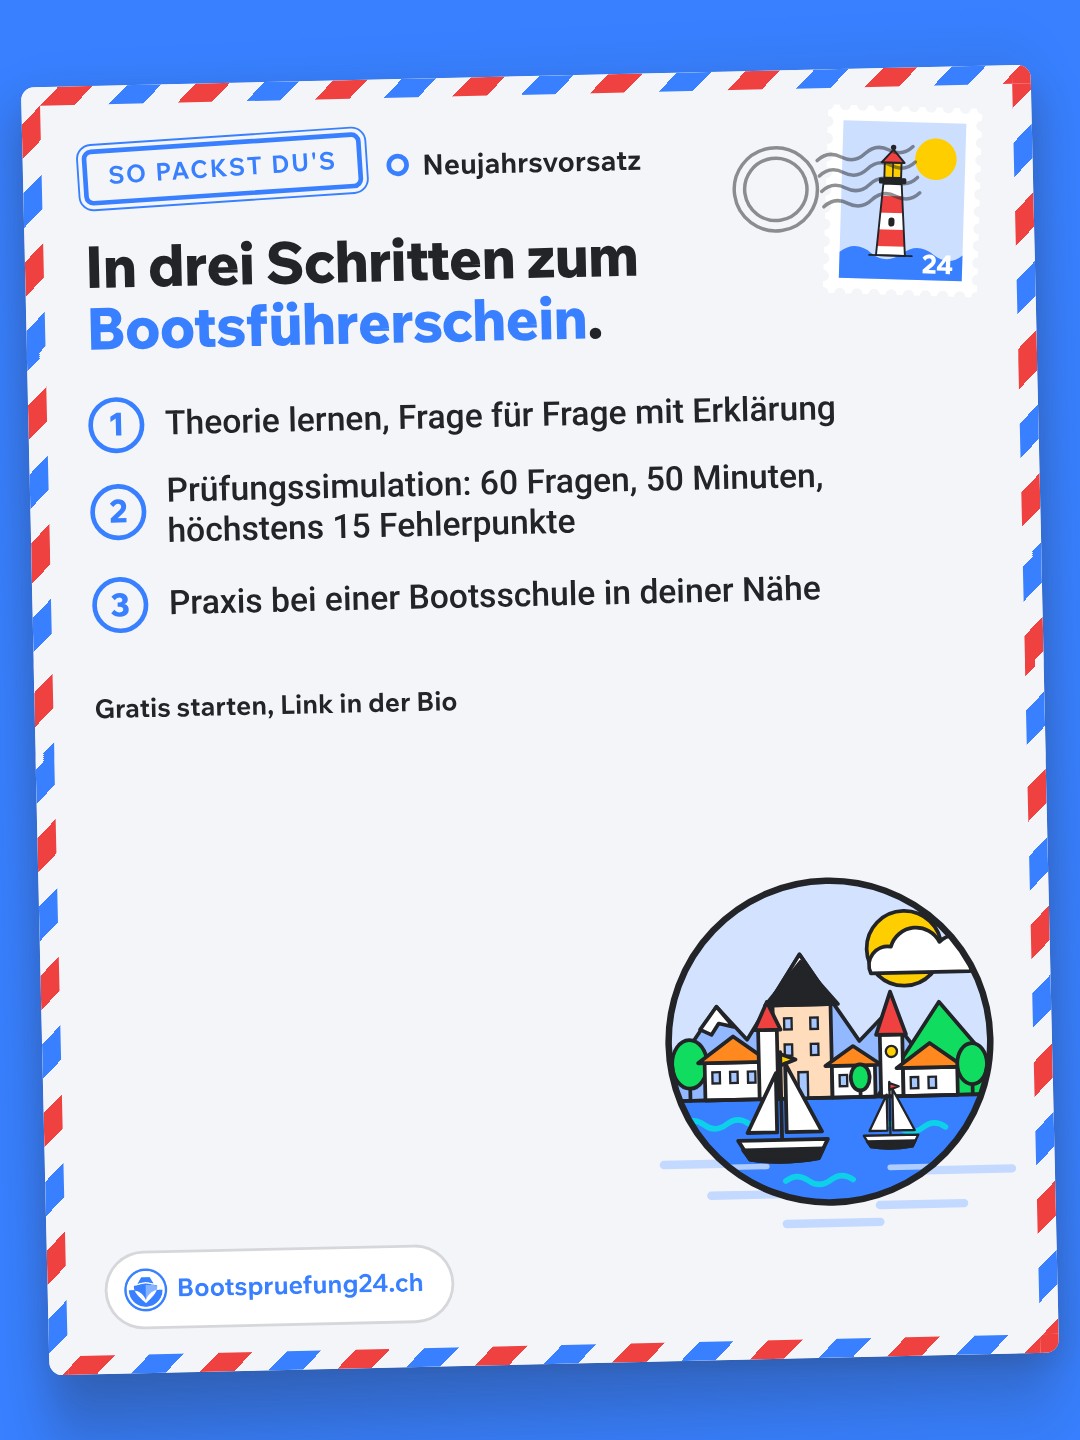 SO PACKST DU'S
Neujahrsvorsatz
24
In drei Schritten zum
Bootsführerschein.
1 Theorie lernen, Frage für Frage mit Erklärung
2 Prüfungssimulation: 60 Fragen, 50 Minuten,
höchstens 15 Fehlerpunkte
3 Praxis bei einer Bootsschule in deiner Nähe
Gratis starten, Link in der Bio
Bootspruefung24.ch